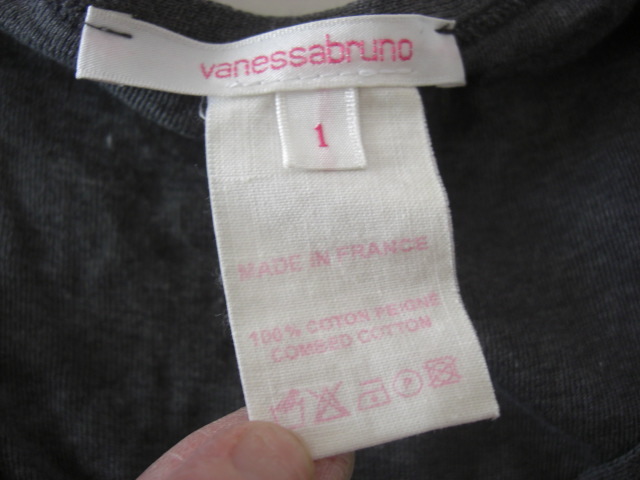 vanessabruno
1
MADE IN FRANCE
100% COTON PEIGNE
COMBED COTTON
P